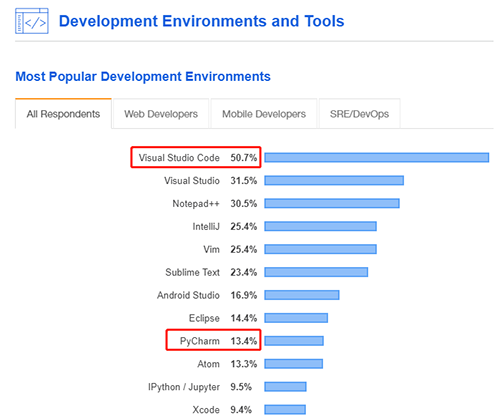 Development Environments and Tools
Most Popular Development Environments
All Respondents Web Developers Mobile Developers SRE/DevOps
Visual Studio Code 50.7%
Visual Studio 31.5%
Notepad++ 30.5%
IntelliJ 25.4%
Vim 25.4%
Sublime Text 23.4%
Android Studio 16.9%
Eclipse 14.4%
PyCharm 13.4%
Atom 13.3%
IPython / Jupyter 9.5%
Xcode 9.4%